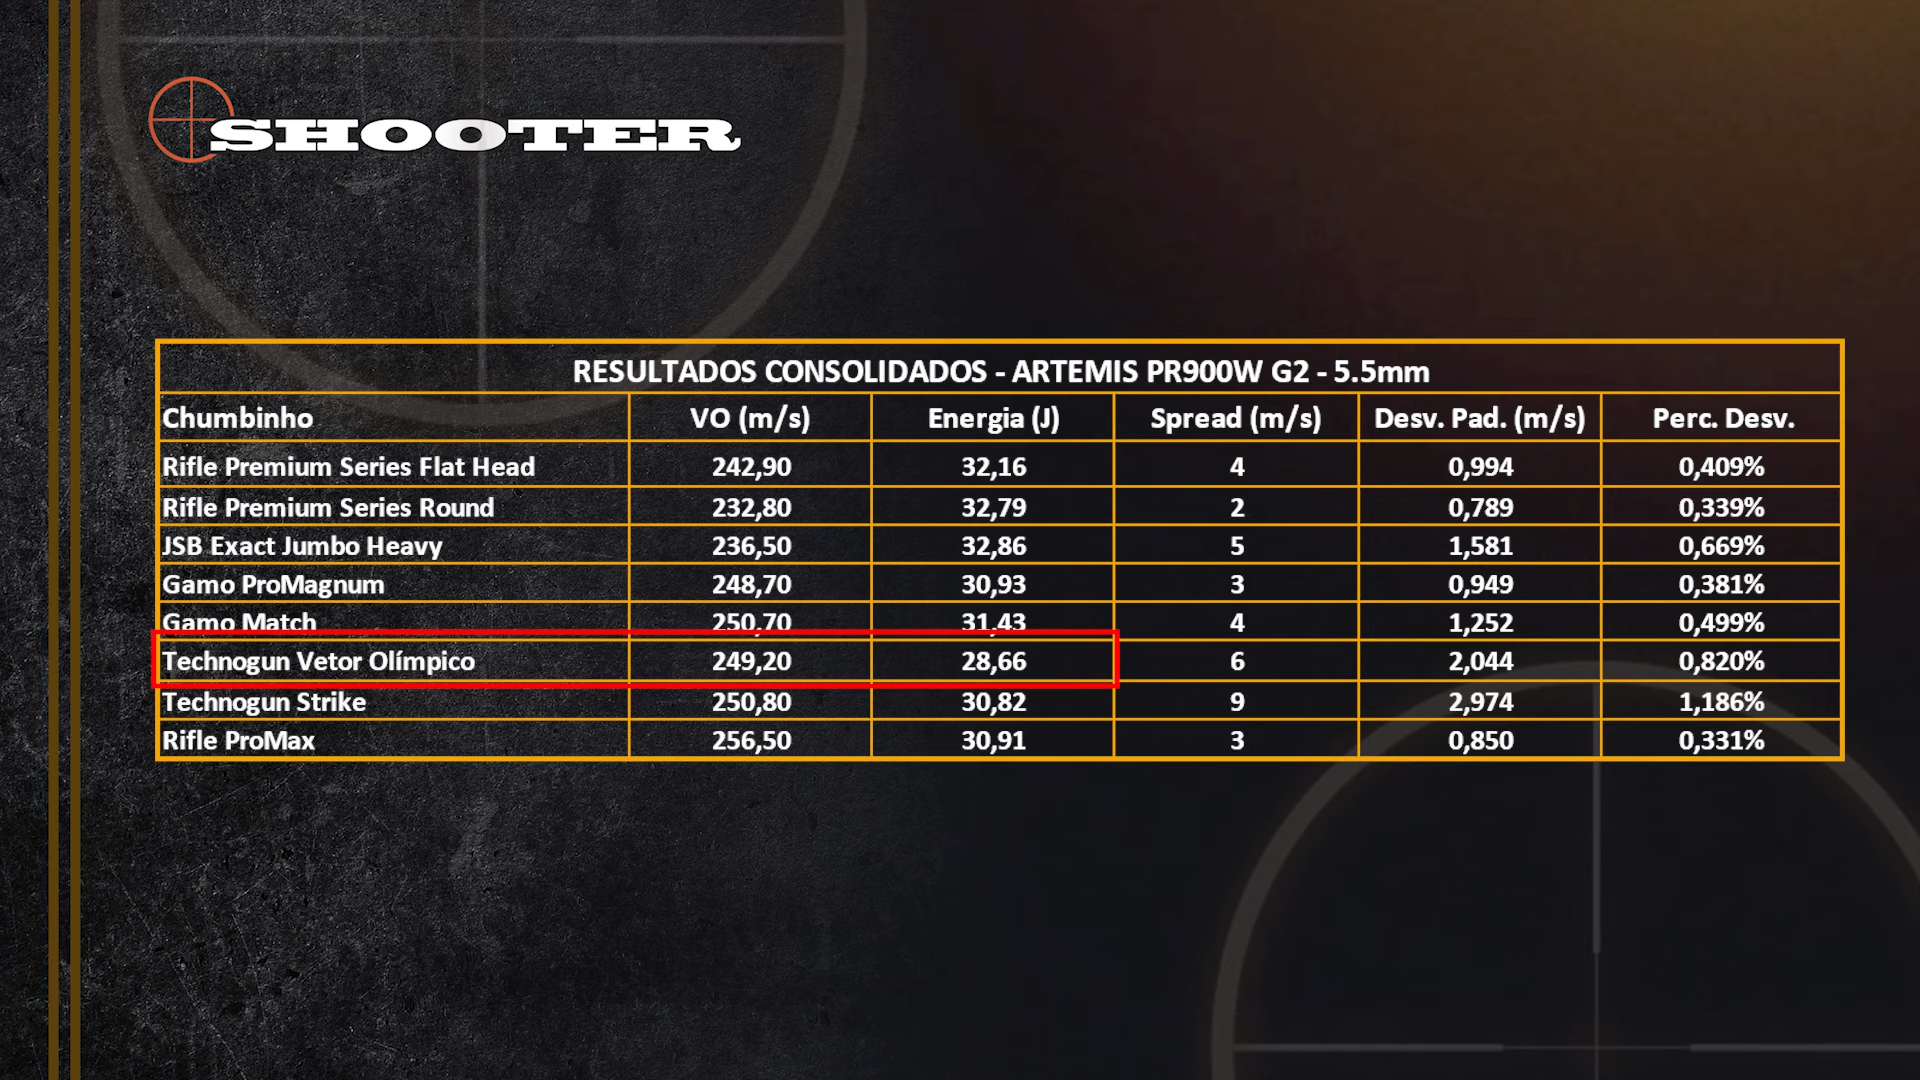 SHOOTER
RESULTADOS CONSOLIDADOS - ARTEMIS PR900W G2 - 5.5mm
Chumbinho VO (m/s) Energia (J) Spread (m/s) Desv. Pad. (m/s) Perc. Desv.
Rifle Premium Series Flat Head 242,90 32,16 4 0,994 0,409%
Rifle Premium Series Round 232,80 32,79 2 0,789 0,339%
JSB Exact Jumbo Heavy 236,50 32,86 5 1,581 0,669%
Gamo ProMagnum 248,70 30,93 3 0,949 0,381%
Gamo Match 250,70 31,43 4 1,252 0,499%
Technogun Vetor Olímpico 249,20 28,66 6 2,044 0,820%
Technogun Strike 250,80 30,82 9 2,974 1,186%
Rifle ProMax 256,50 30,91 3 0,850 0,331%